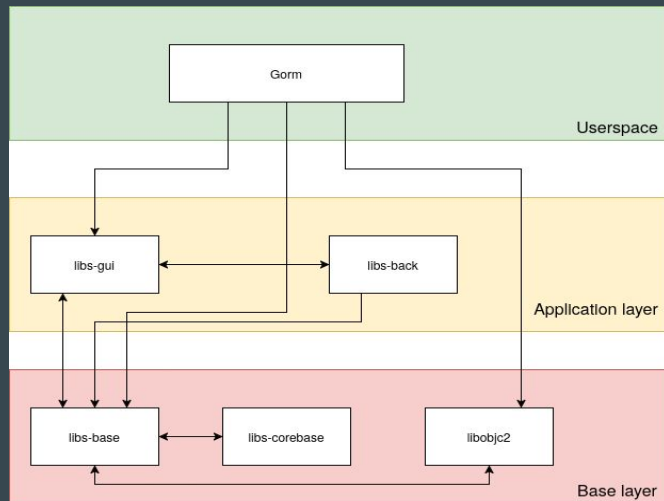 Gorm
Userspace
libs-gui
libs-back
Application layer
libs-base
libs-corebase
libobjc2
Base layer